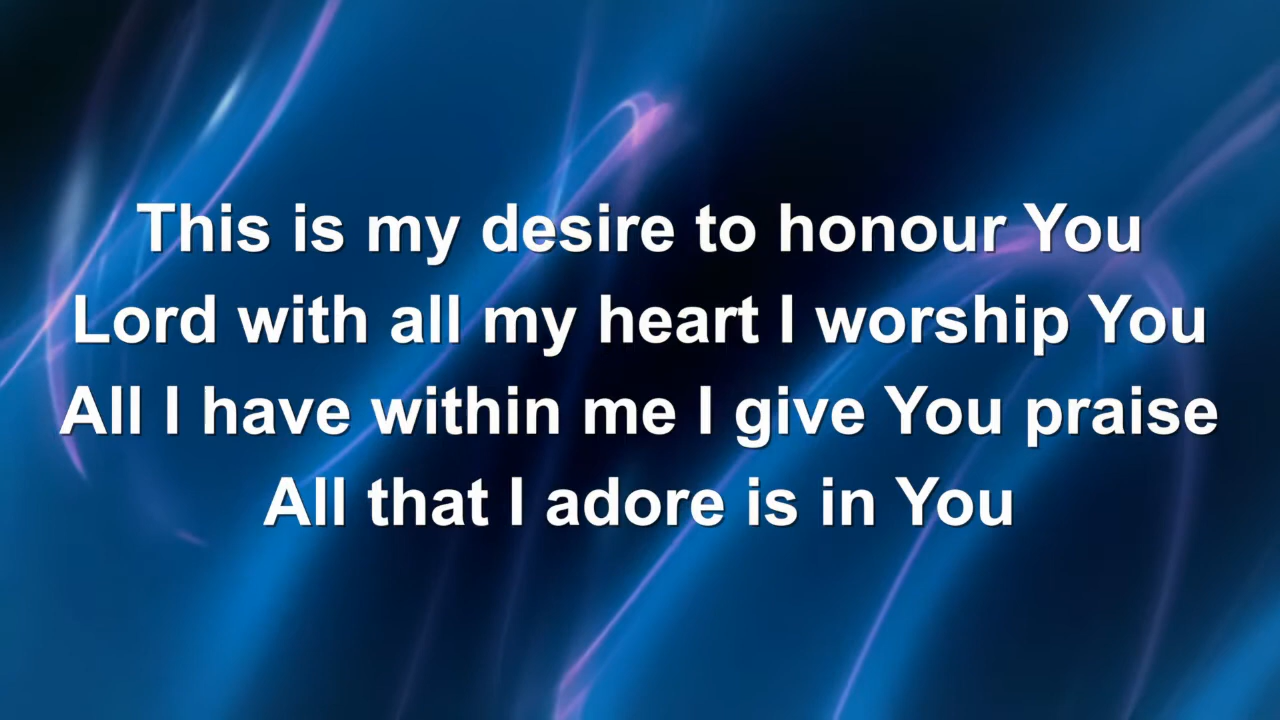 This is my desire to honour You
Lord with all my heart I worship You
All I have within me I give You praise
All that I adore is in You